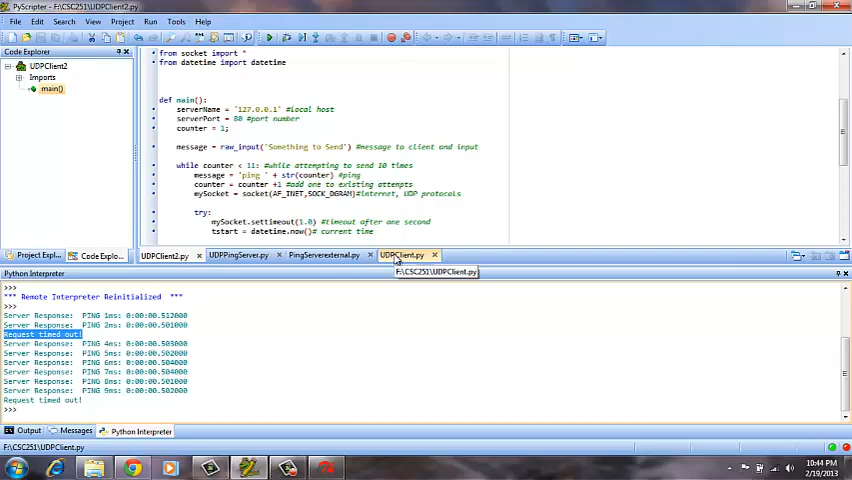 PyScripter - F:\CSC251\UDPClient2.py
File Edit Search View Project Run Tools Help
Code Explorer
UDPClient2
Imports
main()
from socket import *
from datetime import datetime
def main():
serverName = '127.0.0.1' #local host
serverPort = 80 #port number
counter = 1;
message = raw_input('Something to Send') #message to client and input
while counter < 11: #while attempting to send 10 times
message = "ping " + str(counter) #ping
counter = counter +1 #add one to existing attempts
mySocket = socket(AF_INET,SOCK_DGRAM)#internet, UDP protocols
try:
mySocket.settimeout(1.0) #timeout after one second
tstart = datetime.now()# current time
Project Expl... Code Explo... UDPClient2.py UDPPingServer.py PingServerexternal.py UDPClient.py
F:\CSC251\UDPClient.py
Python Interpreter
>>>
*** Remote Interpreter Reinitialized ***
>>>
Server Response: PING 1ms: 0:00:00.512000
Server Response: PING 2ms: 0:00:00.501000
Request timed out!
Server Response: PING 4ms: 0:00:00.503000
Server Response: PING 5ms: 0:00:00.502000
Server Response: PING 6ms: 0:00:00.504000
Server Response: PING 7ms: 0:00:00.504000
Server Response: PING 8ms: 0:00:00.501000
Server Response: PING 9ms: 0:00:00.502000
Request timed out!
>>>
Output Messages Python Interpreter
F:\CSC251\UDPClient.py
10:44 PM
2/19/2013